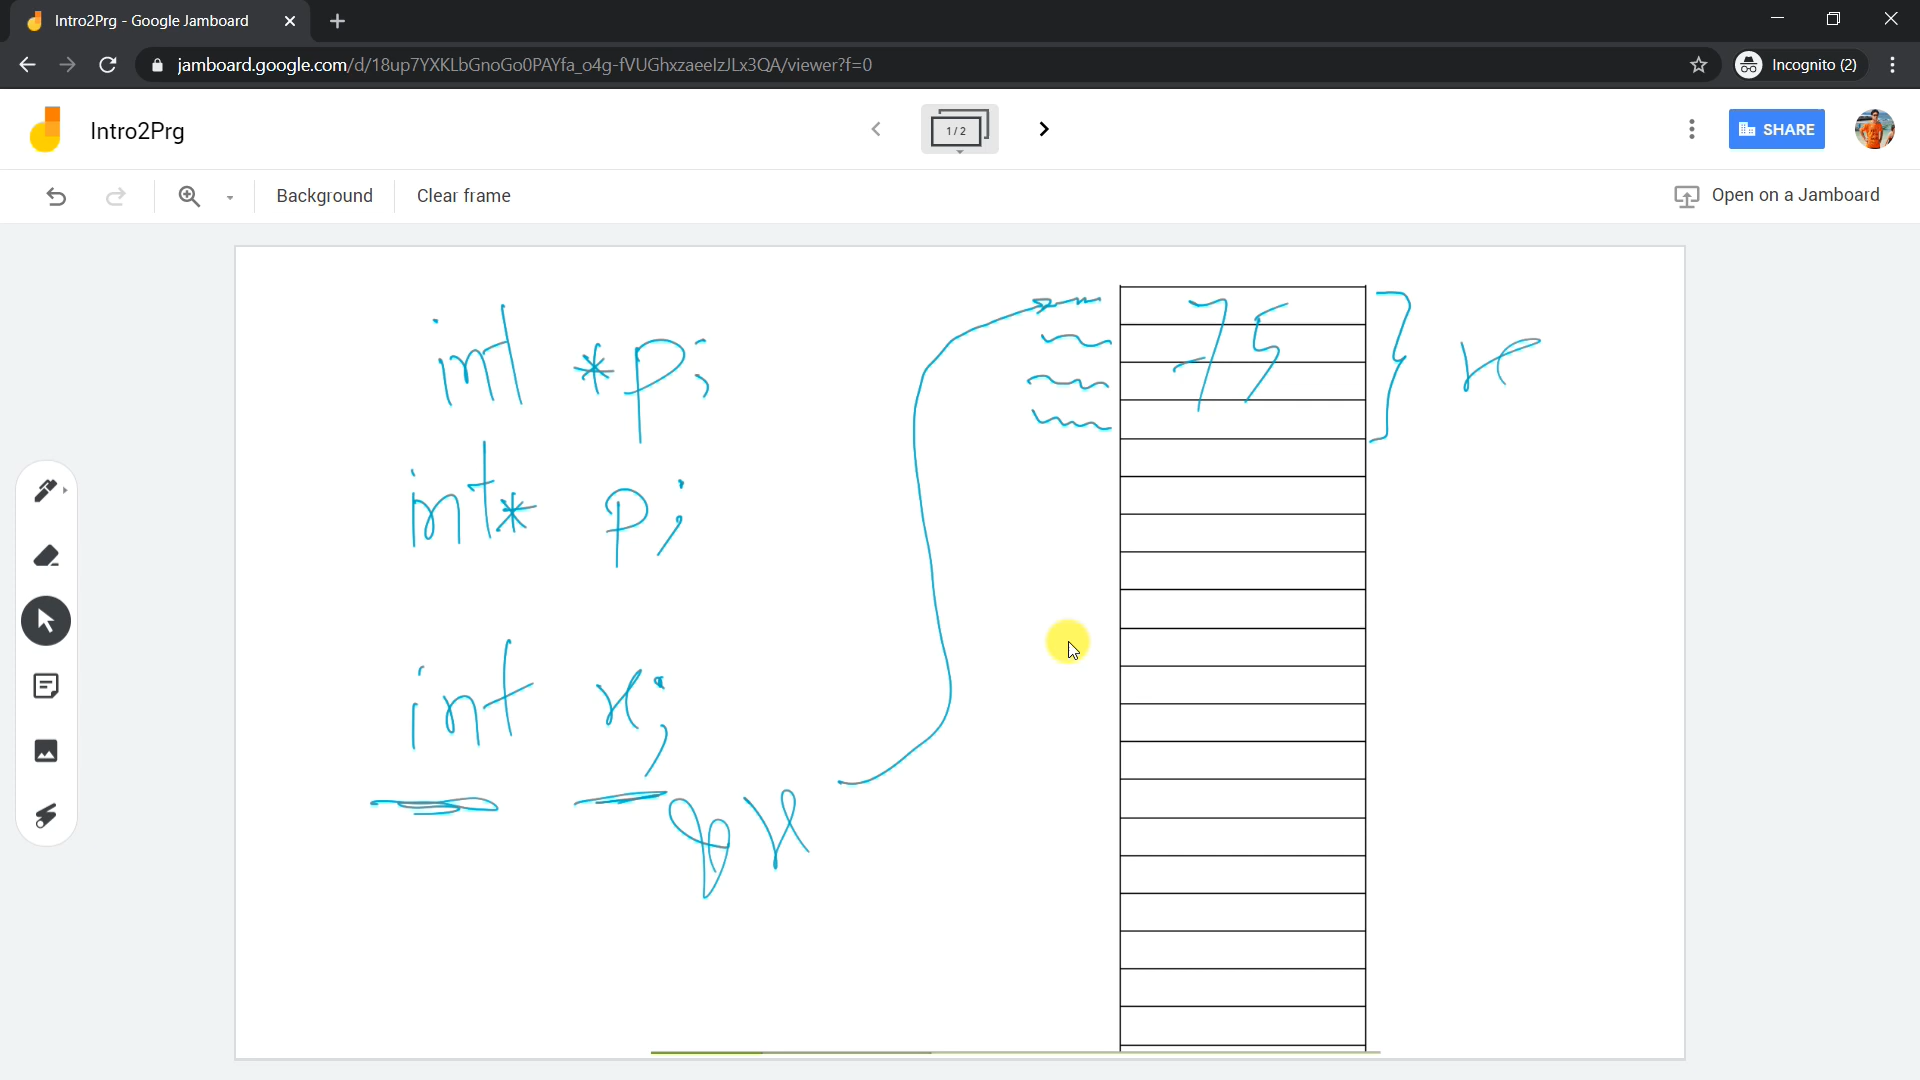 Intro2Prg - Google Jamboard
jamboard.google.com/d/18up7YXKLbGnoGo0PAYfa_o4g-fVUGhxzaeelzJLx3QA/viewer?f=0
Incognito (2)
Intro2Prg
1 / 2
SHARE
Background
Clear frame
Open on a Jamboard
int *p;
75
x
int* p;
int x;
&x